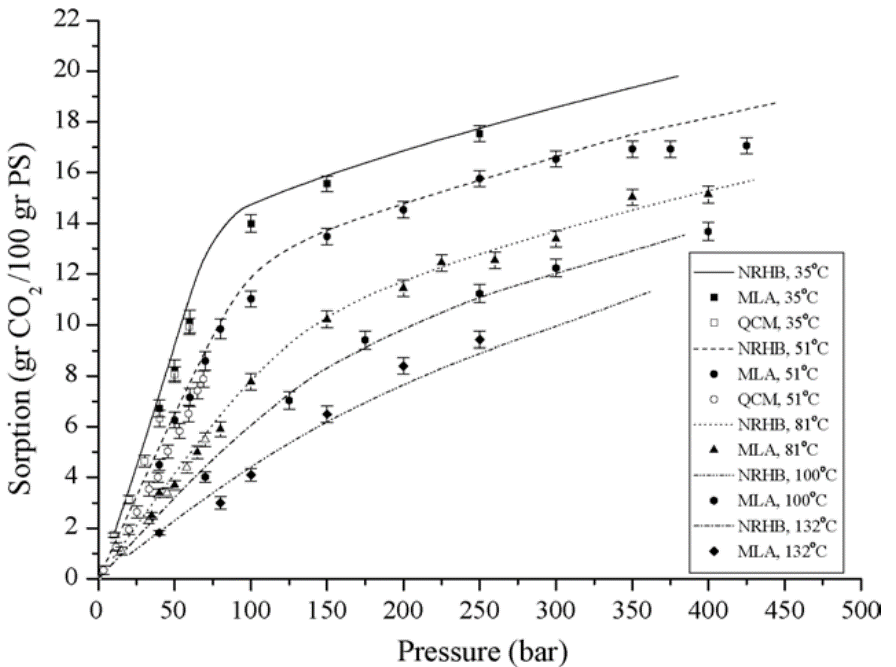 22
20
18
16
14
12
10
8
6
4
2
0
Sorption (gr CO2/100 gr PS)
NRHB, 35°C
MLA, 35°C
QCM, 35°C
NRHB, 51°C
MLA, 51°C
QCM, 51°C
NRHB, 81°C
MLA, 81°C
NRHB, 100°C
MLA, 100°C
NRHB, 132°C
MLA, 132°C
0 50 100 150 200 250 300 350 400 450 500
Pressure (bar)